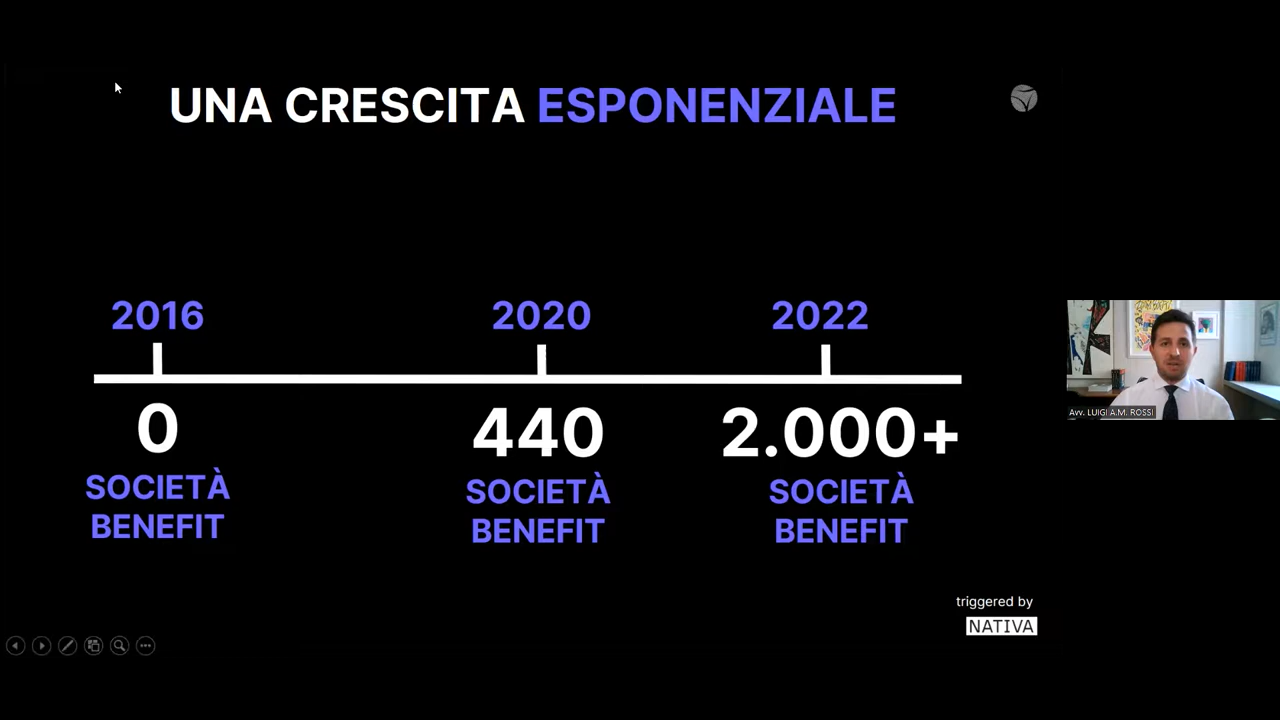 UNA CRESCITA ESPONENZIALE
2016
2020
2022
0
440
2.000+
SOCIETÀ
BENEFIT
SOCIETÀ
BENEFIT
SOCIETÀ
BENEFIT
Avv. LUIGI A.M. ROSSI
triggered by
NATIVA